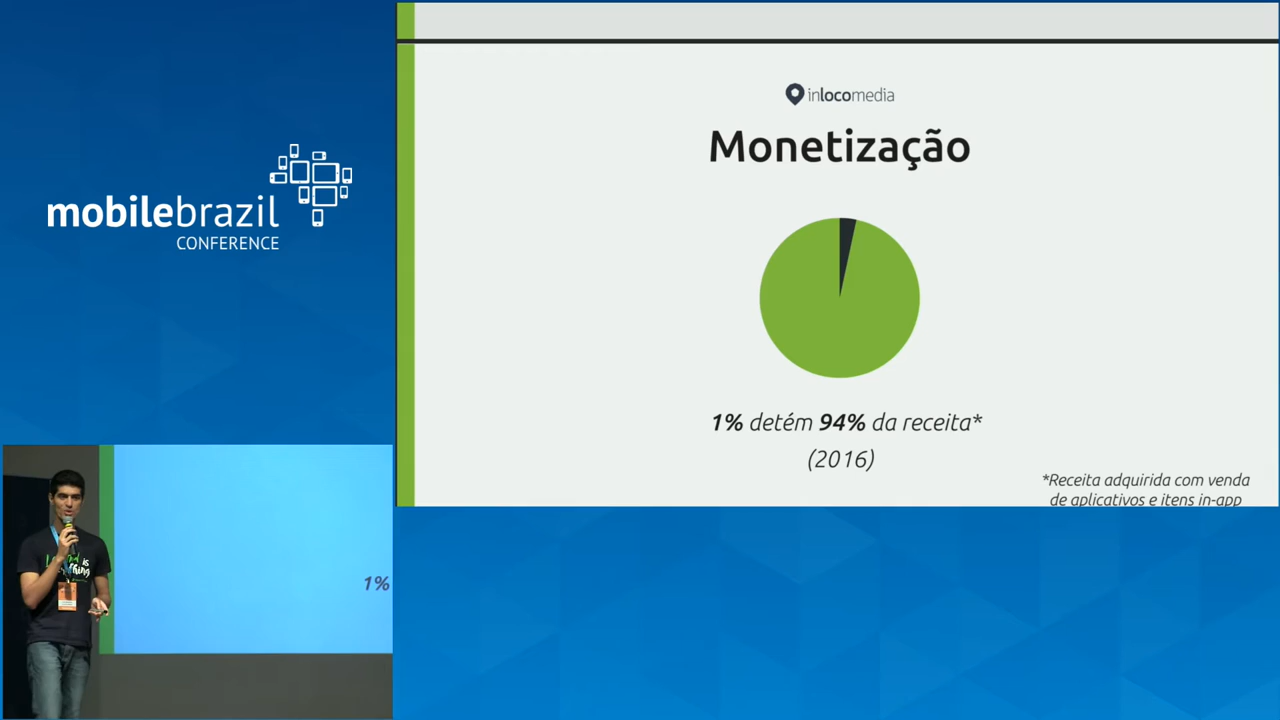 mobilebrazil
CONFERENCE
inlocomedia
Monetização
1% detém 94% da receita*
(2016)
*Receita adquirida com venda
de aplicativos e itens in-app
is
1%